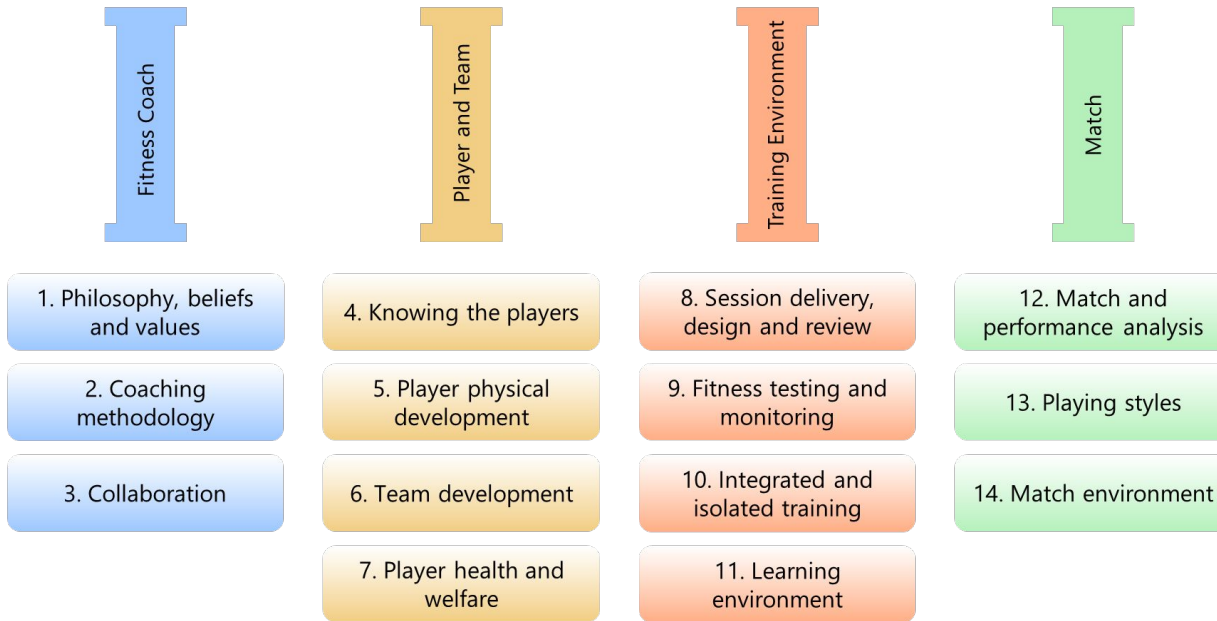 Fitness Coach
Player and Team
Training Environment
Match
1. Philosophy, beliefs
and values
2. Coaching
methodology
3. Collaboration
4. Knowing the players
5. Player physical
development
6. Team development
7. Player health and
welfare
8. Session delivery,
design and review
9. Fitness testing and
monitoring
10. Integrated and
isolated training
11. Learning
environment
12. Match and
performance analysis
13. Playing styles
14. Match environment